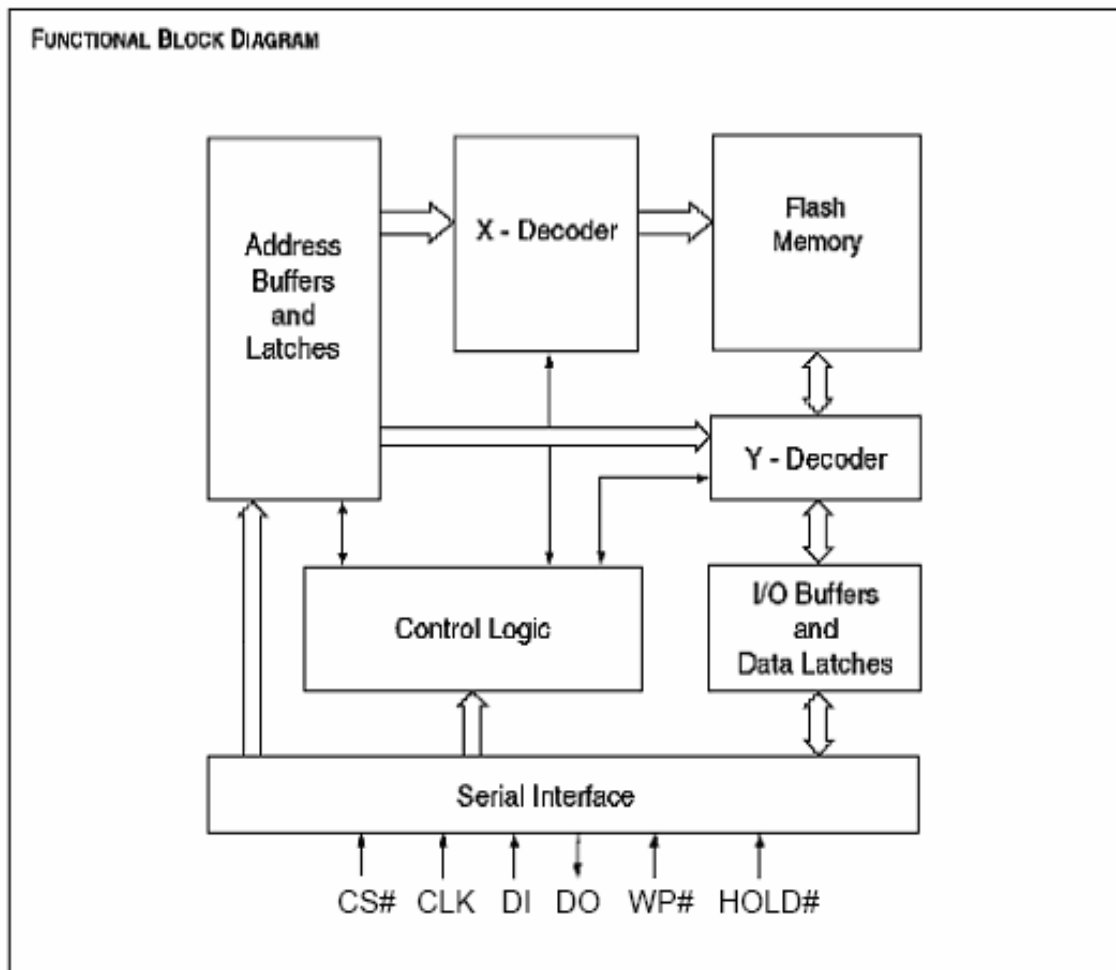 FUNCTIONAL BLOCK DIAGRAM
Address
Buffers
and
Latches
X - Decoder
Flash
Memory
Y - Decoder
Control Logic
I/O Buffers
and
Data Latches
Serial Interface
CS# CLK DI DO WP# HOLD#